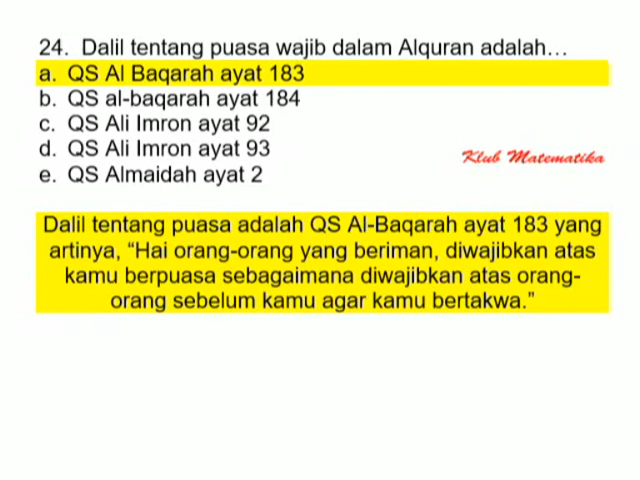 24. Dalil tentang puasa wajib dalam Alquran adalah…
a. QS Al Baqarah ayat 183
b. QS al-baqarah ayat 184
c. QS Ali Imron ayat 92
d. QS Ali Imron ayat 93
Klub Matematika
e. QS Almaidah ayat 2
Dalil tentang puasa adalah QS Al-Baqarah ayat 183 yang
artinya, “Hai orang-orang yang beriman, diwajibkan atas
kamu berpuasa sebagaimana diwajibkan atas orang-
orang sebelum kamu agar kamu bertakwa.”